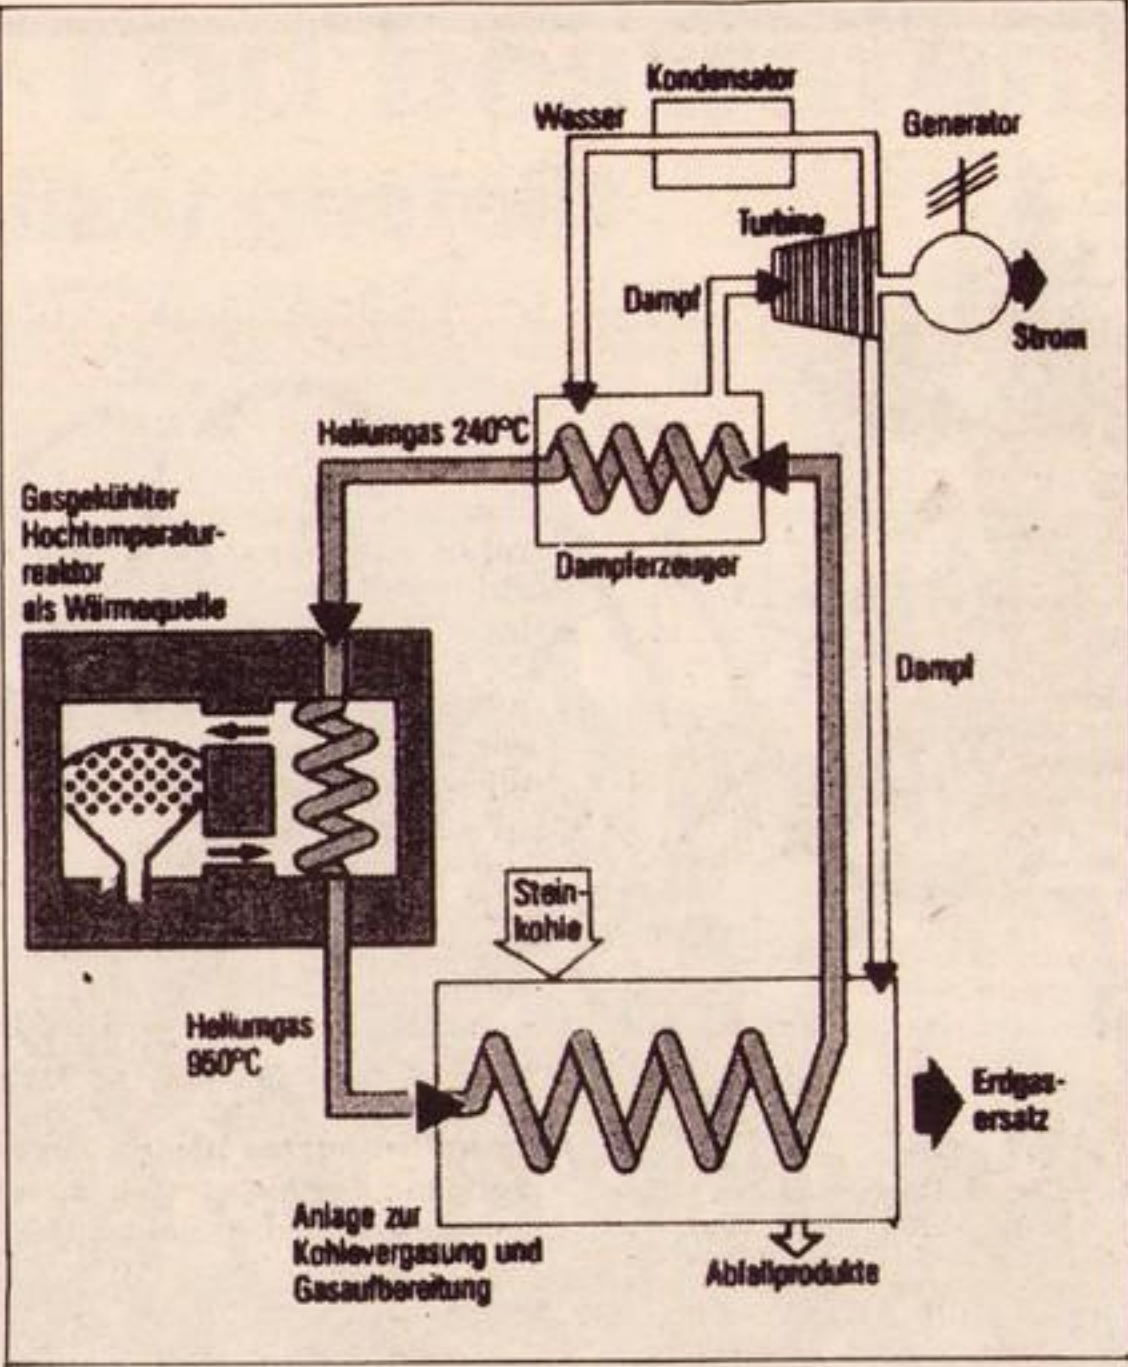 Kondensator
Wasser
Generator
Turbine
Dampf
Strom
Heliumgas 240°C
Gasgekühlter
Hochtemperatur-
reaktor
als Wärmequelle
Dampferzeuger
Dampf
Stein-
kohle
Heliumgas
950°C
Erdgas-
ersatz
Anlage zur
Kohlevergasung und
Gasaufbereitung
Abfallprodukte